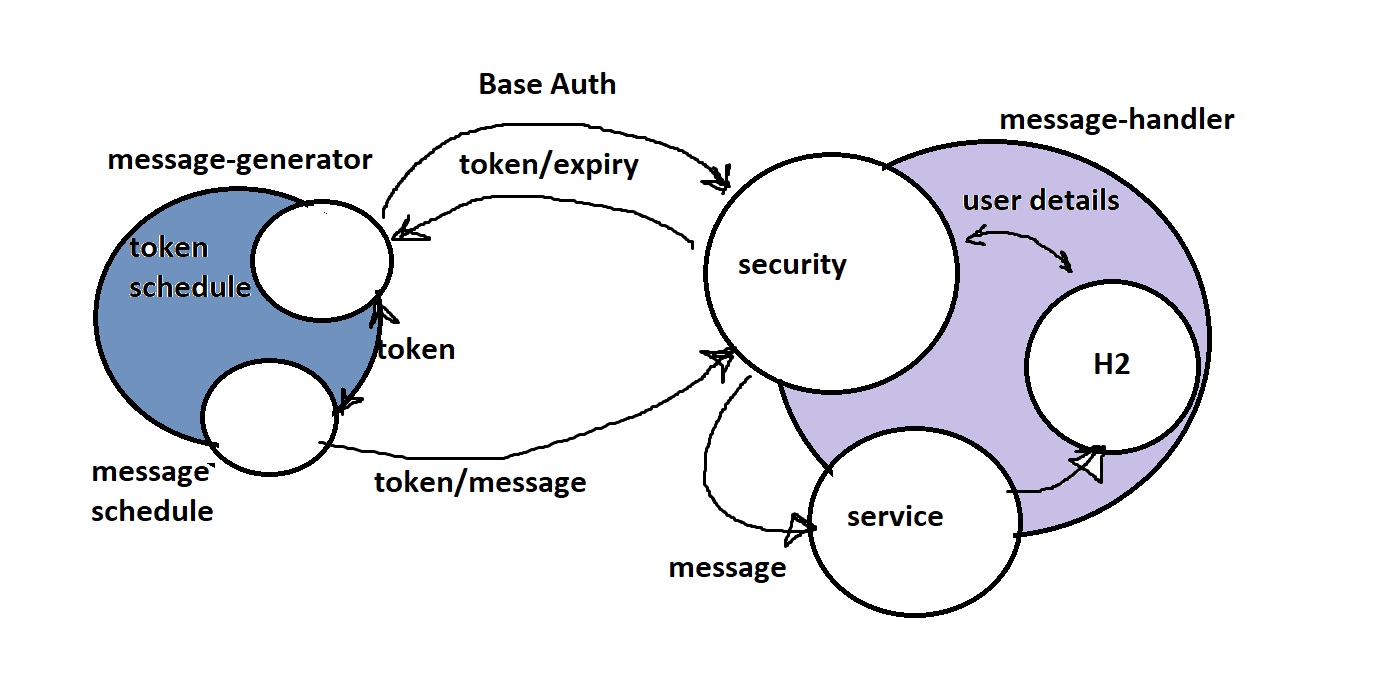 Base Auth
message-handler
message-generator
token/expiry
user details
token
schedule
security
token
H2
message
schedule
token/message
service
message